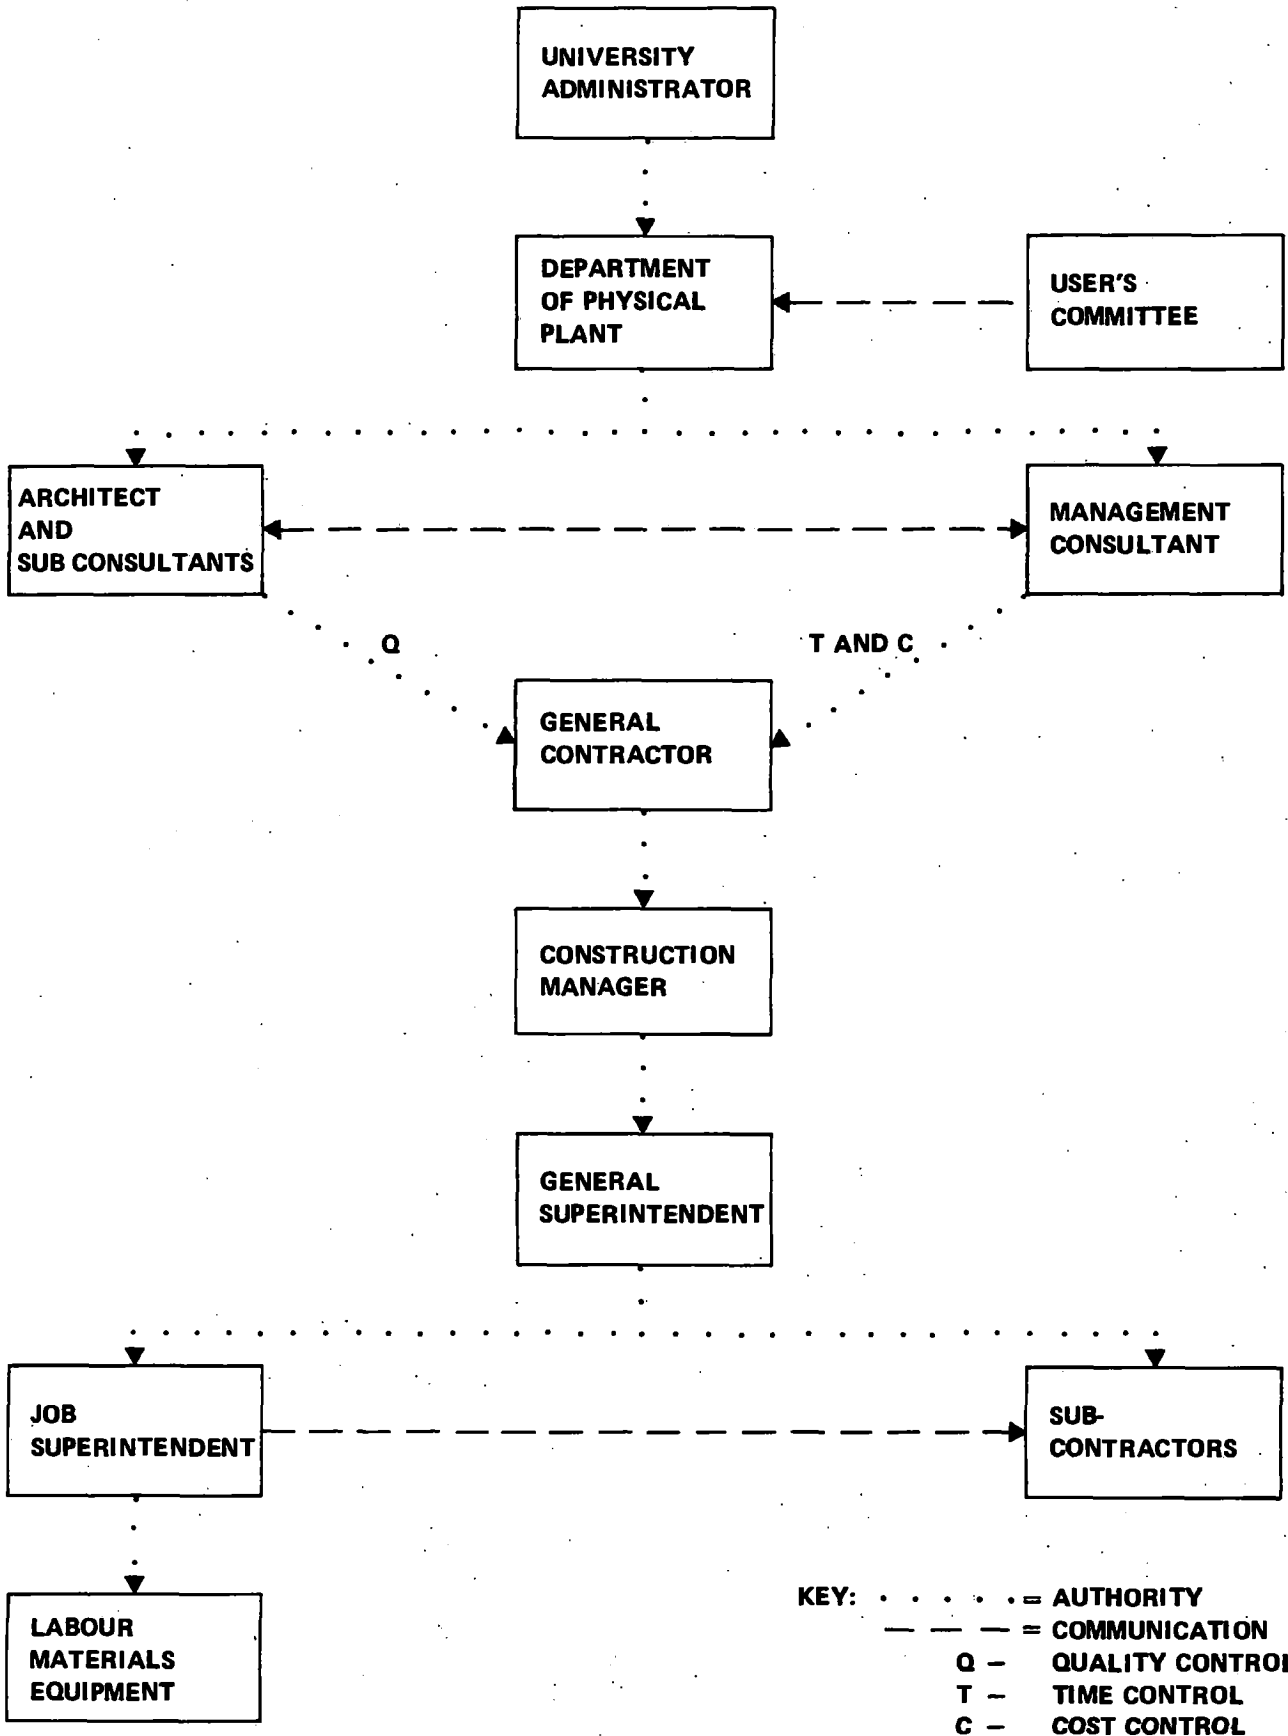 UNIVERSITY
ADMINISTRATOR
DEPARTMENT
OF PHYSICAL
PLANT
USER'S
COMMITTEE
ARCHITECT
AND
SUB CONSULTANTS
MANAGEMENT
CONSULTANT
Q
T AND C
GENERAL
CONTRACTOR
CONSTRUCTION
MANAGER
GENERAL
SUPERINTENDENT
JOB
SUPERINTENDENT
SUB-
CONTRACTORS
LABOUR
MATERIALS
EQUIPMENT
KEY: . . . . . = AUTHORITY
— — — = COMMUNICATION
Q – QUALITY CONTROL
T – TIME CONTROL
C – COST CONTROL